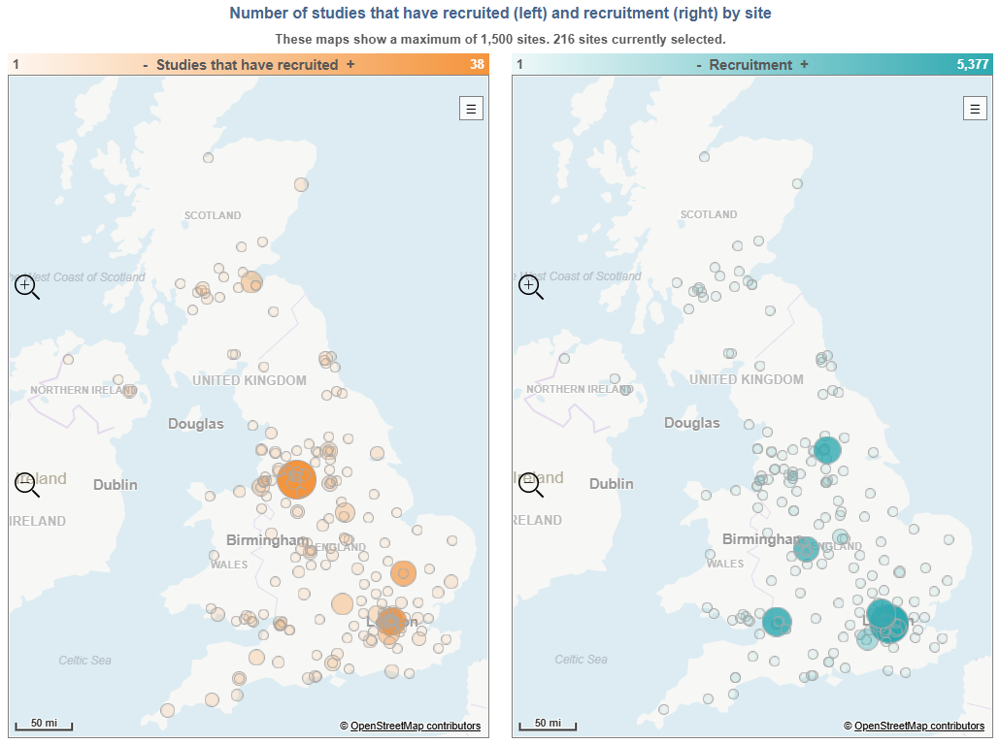 Number of studies that have recruited (left) and recruitment (right) by site
These maps show a maximum of 1,500 sites. 216 sites currently selected.
1 - Studies that have recruited + 38
SCOTLAND
West Coast of Scotland
UNITED KINGDOM
NORTHERN IRELAND
Douglas
Ireland
Dublin
IRELAND
Birmingham
ENGLAND
WALES
London
Celtic Sea
50 mi
© OpenStreetMap contributors
1 - Recruitment + 5,377
SCOTLAND
West Coast of Scotland
UNITED KINGDOM
NORTHERN IRELAND
Douglas
eland
Dublin
RELAND
Birmingham
ENGLAND
WALES
Celtic Sea
50 mi
© OpenStreetMap contributors